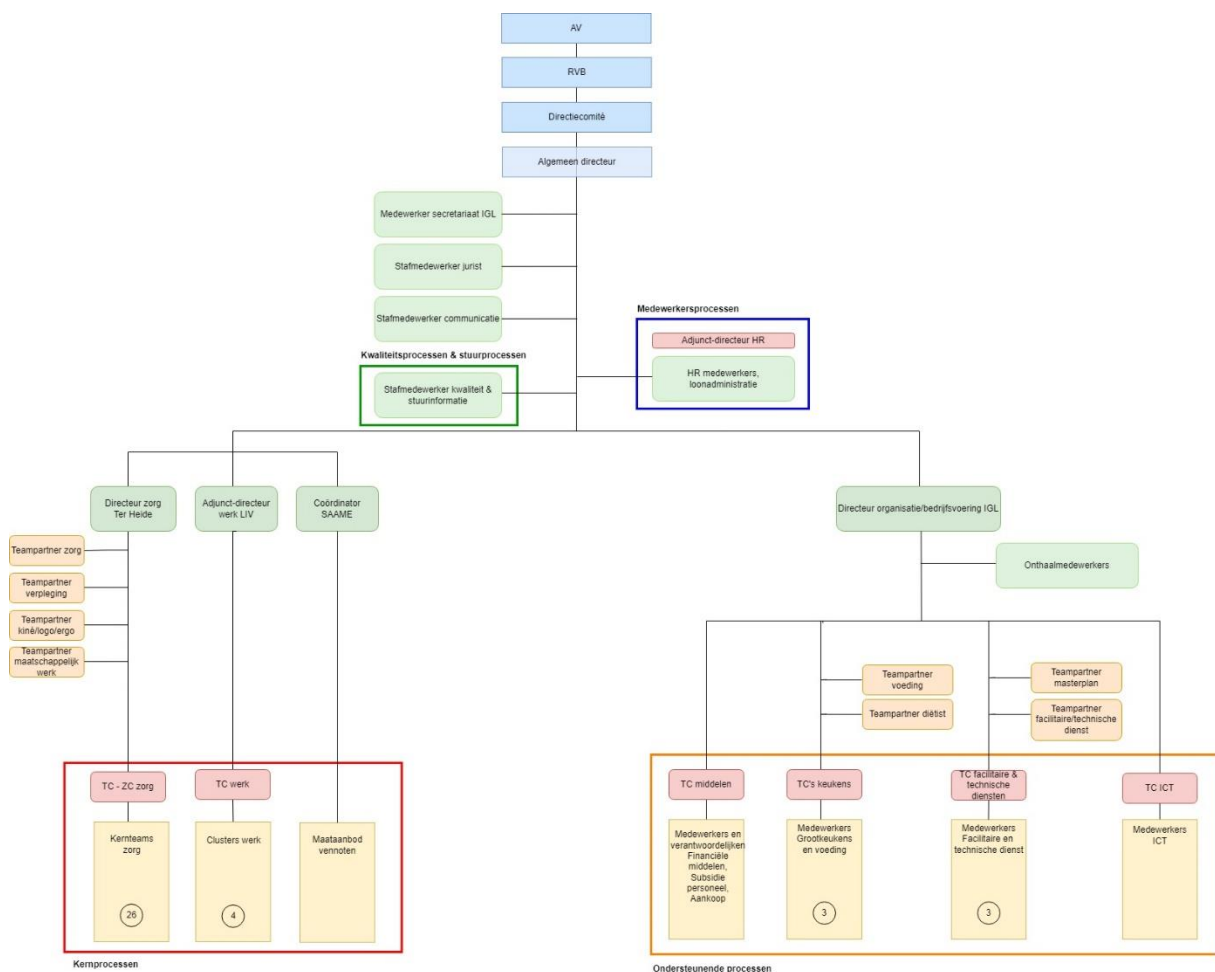 AV
RVB
Directiecomité
Algemeen directeur
Medewerker secretariaat IGL
Stafmedewerker jurist
Stafmedewerker communicatie
Medewerkersprocessen
Adjunct-directeur HR
HR medewerkers,
loonadministratie
Kwaliteitsprocessen & stuurprocessen
Stafmedewerker kwaliteit &
stuurinformatie
Directeur zorg
Ter Heide
Adjunct-directeur
werk LIV
Coördinator
SAAME
Directeur organisatie/bedrijfsvoering IGL
Onthaalmedewerkers
Teampartner zorg
Teampartner
verpleging
Teampartner
kiné/logo/ergo
Teampartner
maatschappelijk
werk
Teampartner
voeding
Teampartner diëtist
Teampartner
masterplan
Teampartner
facilitaire/technische
dienst
TC - ZC zorg
TC werk
Kernteams
zorg
26
Clusters werk
4
Maataanbod
vennoten
Kernprocessen
TC middelen
TC's keukens
TC facilitaire &
technische
diensten
TC ICT
Medewerkers en
verantwoordelijken
Financiële
middelen,
Subsidie
personeel,
Aankoop
Medewerkers
Grootkeukens
en voeding
3
Medewerkers
Facilitaire en
technische dienst
3
Medewerkers
ICT
Ondersteunende processen